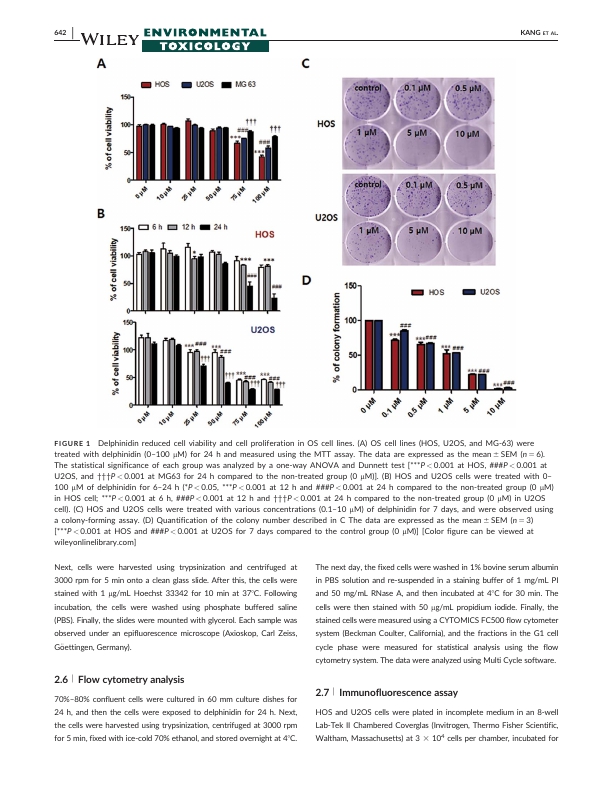 642
WILEY
ENVIRONMENTAL
TOXICOLOGY
KANG ET AL.
A
HOS U2OS MG 63
% of cell viability
150
100
50
0
0 µM 10 µM 25 µM 50 µM 75 µM 100 µM
*** ### ††† *** ### †††
B
6 h 12 h 24 h
HOS
% of cell viability
150
100
50
0
* *** ### *** ###
U2OS
% of cell viability
150
100
50
0
*** ### ††† *** ### ††† *** ### ††† *** ### †††
0 µM 10 µM 25 µM 50 µM 75 µM 100 µM
C
HOS
control 0.1 µM 0.5 µM
1 µM 5 µM 10 µM
U2OS
control 0.1 µM 0.5 µM
1 µM 5 µM 10 µM
D
HOS U2OS
% of colony formation
150
100
50
0
*** ### *** ### *** ### *** ### *** ###
0 µM 0.1 µM 0.5 µM 1 µM 5 µM 10 µM
FIGURE 1 Delphinidin reduced cell viability and cell proliferation in OS cell lines. (A) OS cell lines (HOS, U2OS, and MG-63) were
treated with delphinidin (0–100 μM) for 24 h and measured using the MTT assay. The data are expressed as the mean ± SEM (n = 6).
The statistical significance of each group was analyzed by a one-way ANOVA and Dunnett test [***P < 0.001 at HOS, ###P < 0.001 at
U2OS, and †††P < 0.001 at MG63 for 24 h compared to the non-treated group (0 μM)]. (B) HOS and U2OS cells were treated with 0–
100 μM of delphinidin for 6–24 h (*P < 0.05, ***P < 0.001 at 12 h and ###P < 0.001 at 24 h compared to the non-treated group (0 μM)
in HOS cell; ***P < 0.001 at 6 h, ###P < 0.001 at 12 h and †††P < 0.001 at 24 h compared to the non-treated group (0 μM) in U2OS
cell). (C) HOS and U2OS cells were treated with various concentrations (0.1–10 μM) of delphinidin for 7 days, and were observed using
a colony-forming assay. (D) Quantification of the colony number described in C The data are expressed as the mean ± SEM (n = 3)
[***P < 0.001 at HOS and ###P < 0.001 at U2OS for 7 days compared to the control group (0 μM)] [Color figure can be viewed at
wileyonlinelibrary.com]
Next, cells were harvested using trypsinization and centrifuged at
3000 rpm for 5 min onto a clean glass slide. After this, the cells were
stained with 1 μg/mL Hoechst 33342 for 10 min at 37°C. Following
incubation, the cells were washed using phosphate buffered saline
(PBS). Finally, the slides were mounted with glycerol. Each sample was
observed under an epifluorescence microscope (Axioskop, Carl Zeiss,
Göettingen, Germany).
2.6 | Flow cytometry analysis
70%–80% confluent cells were cultured in 60 mm culture dishes for
24 h, and then the cells were exposed to delphinidin for 24 h. Next,
the cells were harvested using trypsinization, centrifuged at 3000 rpm
for 5 min, fixed with ice-cold 70% ethanol, and stored overnight at 4°C.
The next day, the fixed cells were washed in 1% bovine serum albumin
in PBS solution and re-suspended in a staining buffer of 1 mg/mL PI
and 50 mg/mL RNase A, and then incubated at 4°C for 30 min. The
cells were then stained with 50 μg/mL propidium iodide. Finally, the
stained cells were measured using a CYTOMICS FC500 flow cytometer
system (Beckman Coulter, California), and the fractions in the G1 cell
cycle phase were measured for statistical analysis using the flow
cytometry system. The data were analyzed using Multi Cycle software.
2.7 | Immunofluorescence assay
HOS and U2OS cells were plated in incomplete medium in an 8-well
Lab-Tek II Chambered Coverglas (Invitrogen, Thermo Fisher Scientific,
Waltham, Massachusetts) at 3 × 10⁴ cells per chamber, incubated for